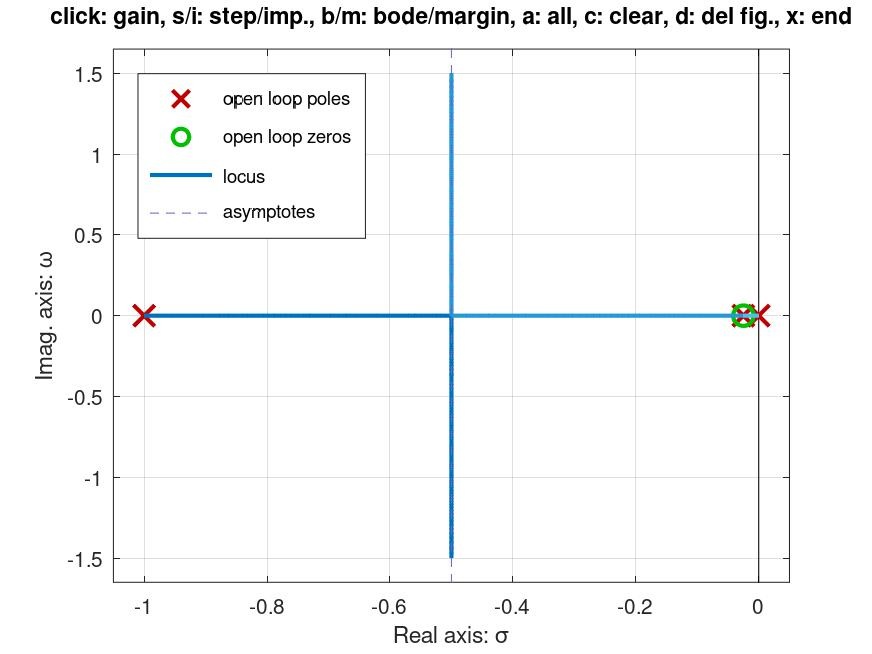 click: gain, s/i: step/imp., b/m: bode/margin, a: all, c: clear, d: del fig., x: end
open loop poles
open loop zeros
locus
asymptotes
1.5
1
0.5
0
-0.5
-1
-1.5
Imag. axis: ω
-1
-0.8
-0.6
-0.4
-0.2
0
Real axis: σ